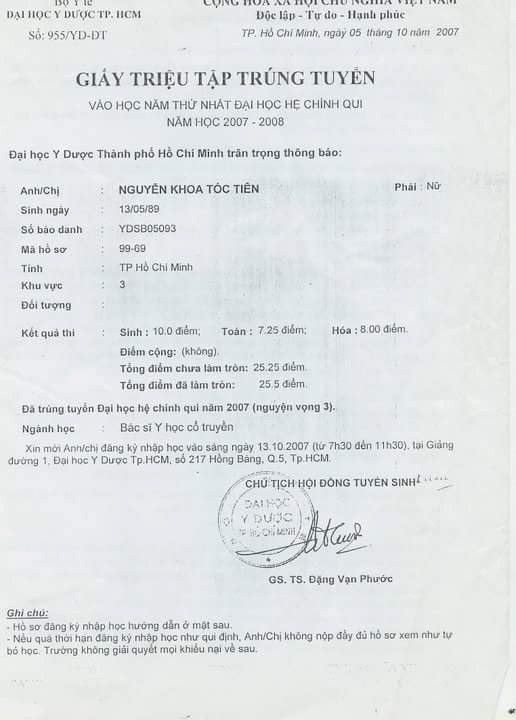 BỘ Y tế
CỘNG HÒA XÃ HỘI CHỦ NGHĨA VIỆT NAM
ĐẠI HỌC Y DƯỢC TP. HCM
Độc lập - Tự do - Hạnh phúc
Số: 955/YD-ĐT
TP. Hồ Chí Minh, ngày 05 tháng 10 năm 2007
GIẤY TRIỆU TẬP TRÚNG TUYỂN
VÀO HỌC NĂM THỨ NHẤT ĐẠI HỌC HỆ CHÍNH QUI
NĂM HỌC 2007 - 2008
Đại học Y Dược Thành phố Hồ Chí Minh trân trọng thông báo:
Anh/Chị : NGUYỄN KHOA TÓC TIÊN Phái : Nữ
Sinh ngày : 13/05/89
Số báo danh : YDSB05093
Mã hồ sơ : 99-69
Tỉnh : TP Hồ Chí Minh
Khu vực : 3
Đối tượng :
Kết quả thi : Sinh : 10.0 điểm; Toán : 7.25 điểm; Hóa : 8.00 điểm.
Điểm cộng: (không).
Tổng điểm chưa làm tròn: 25.25 điểm.
Tổng điểm đã làm tròn: 25.5 điểm.
Đã trúng tuyển Đại học hệ chính qui năm 2007 (nguyện vọng 3).
Ngành học : Bác sĩ Y học cổ truyền
Xin mời Anh/chị đăng ký nhập học vào sáng ngày 13.10.2007 (từ 7h30 đến 11h30), tại Giảng
đường 1, Đại học Y Dược Tp.HCM, số 217 Hồng Bàng, Q.5, Tp.HCM.
CHỦ TỊCH HỘI ĐỒNG TUYỂN SINH
ĐẠI HỌC
Y DƯỢC
TP HỒ CHÍ MINH
GS. TS. Đặng Vạn Phước
Ghi chú:
- Hồ sơ đăng ký nhập học hướng dẫn ở mặt sau.
- Nếu quá thời hạn đăng ký nhập học như qui định, Anh/Chị không nộp đầy đủ hồ sơ xem như tự
bỏ học. Trường không giải quyết mọi khiếu nại về sau.